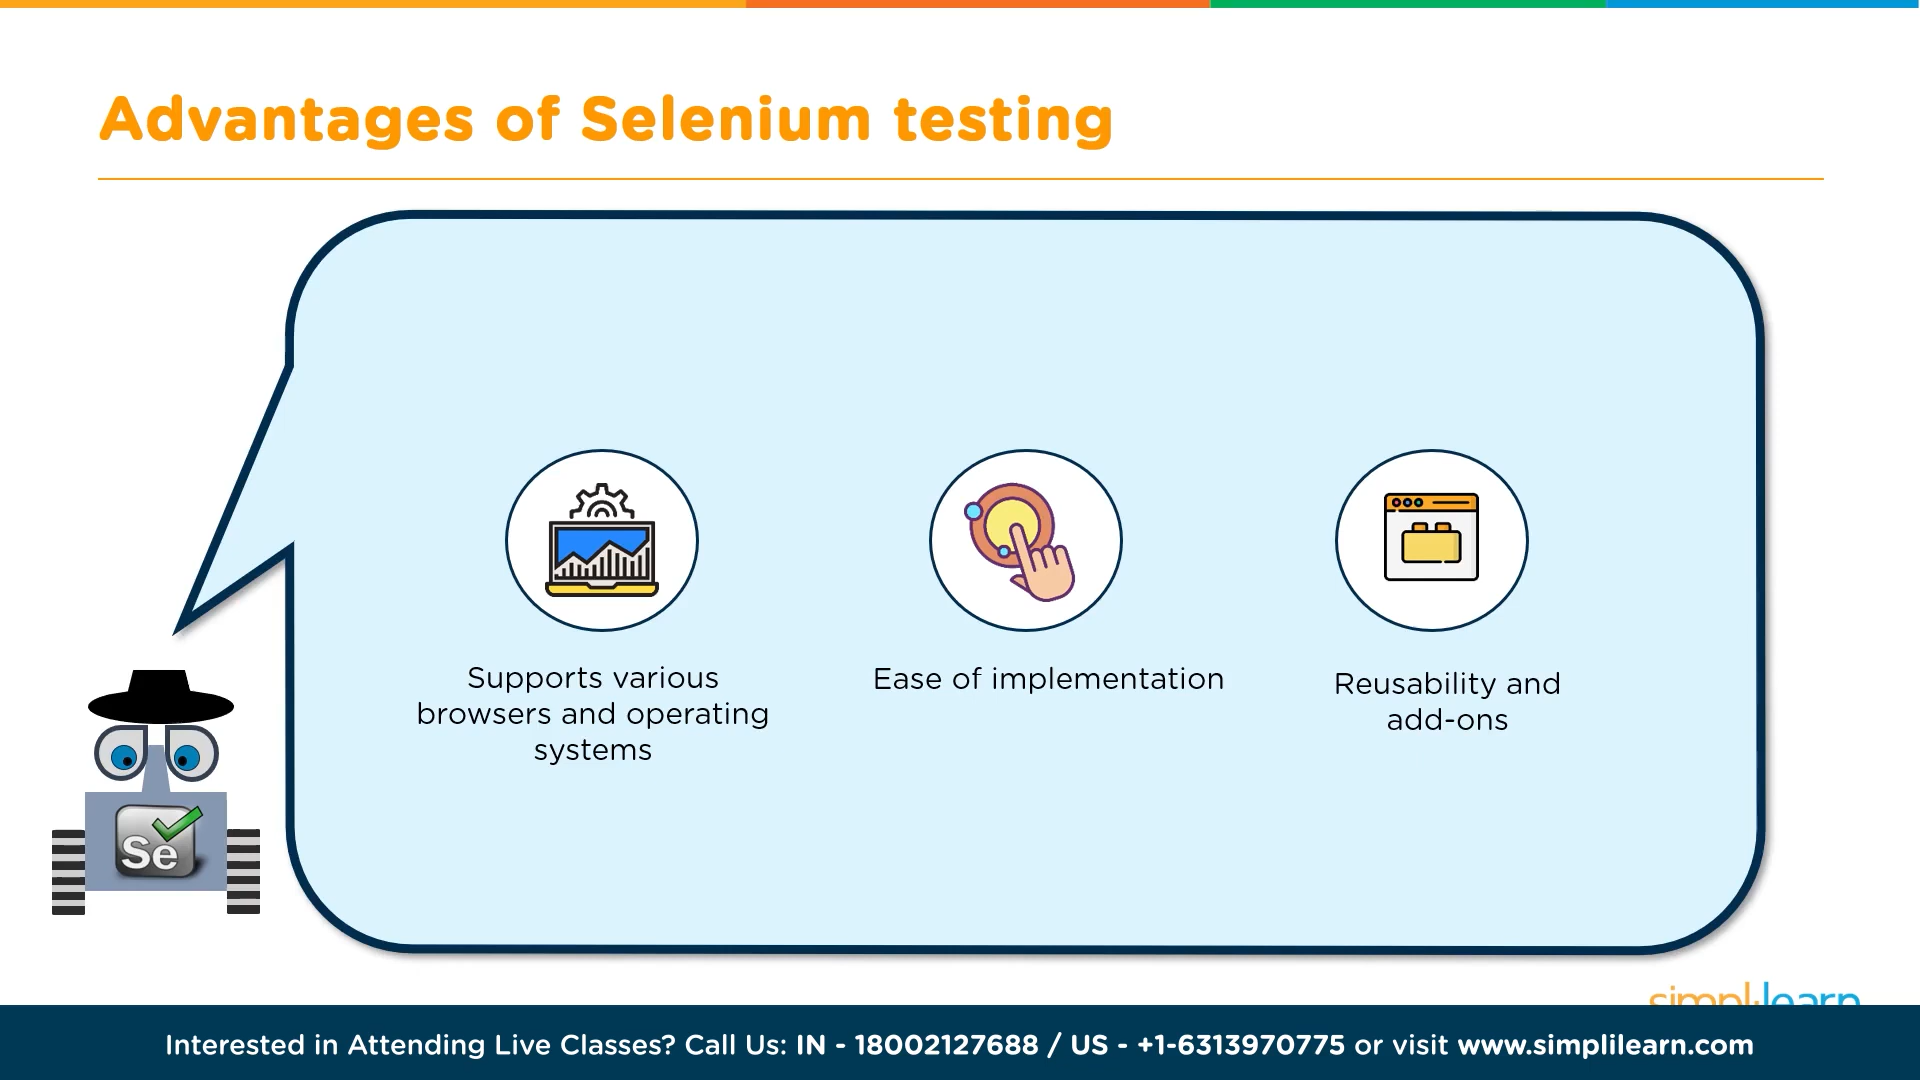 Advantages of Selenium testing
Supports various
browsers and operating
systems
Ease of implementation
Reusability and
add-ons
Se
simplilearn
Interested in Attending Live Classes? Call Us: IN - 18002127688 / US - +1-6313970775 or visit www.simplilearn.com